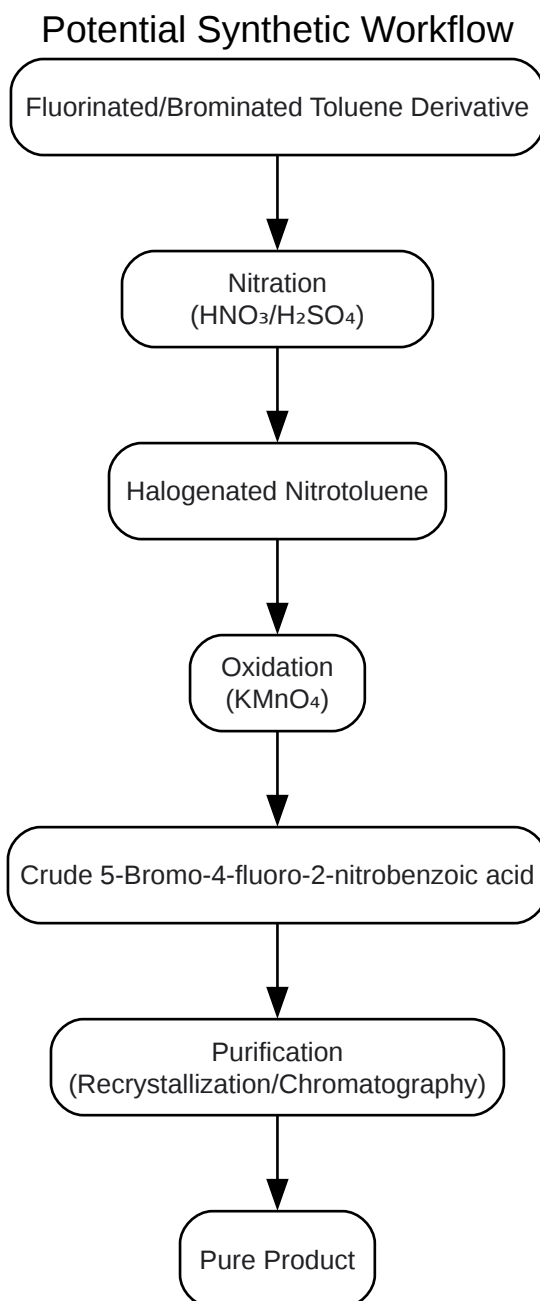 Potential Synthetic Workflow
Fluorinated/Brominated Toluene Derivative
Nitration
(HNO₃/H₂SO₄)
Halogenated Nitrotoluene
Oxidation
(KMnO₄)
Crude 5-Bromo-4-fluoro-2-nitrobenzoic acid
Purification
(Recrystallization/Chromatography)
Pure Product